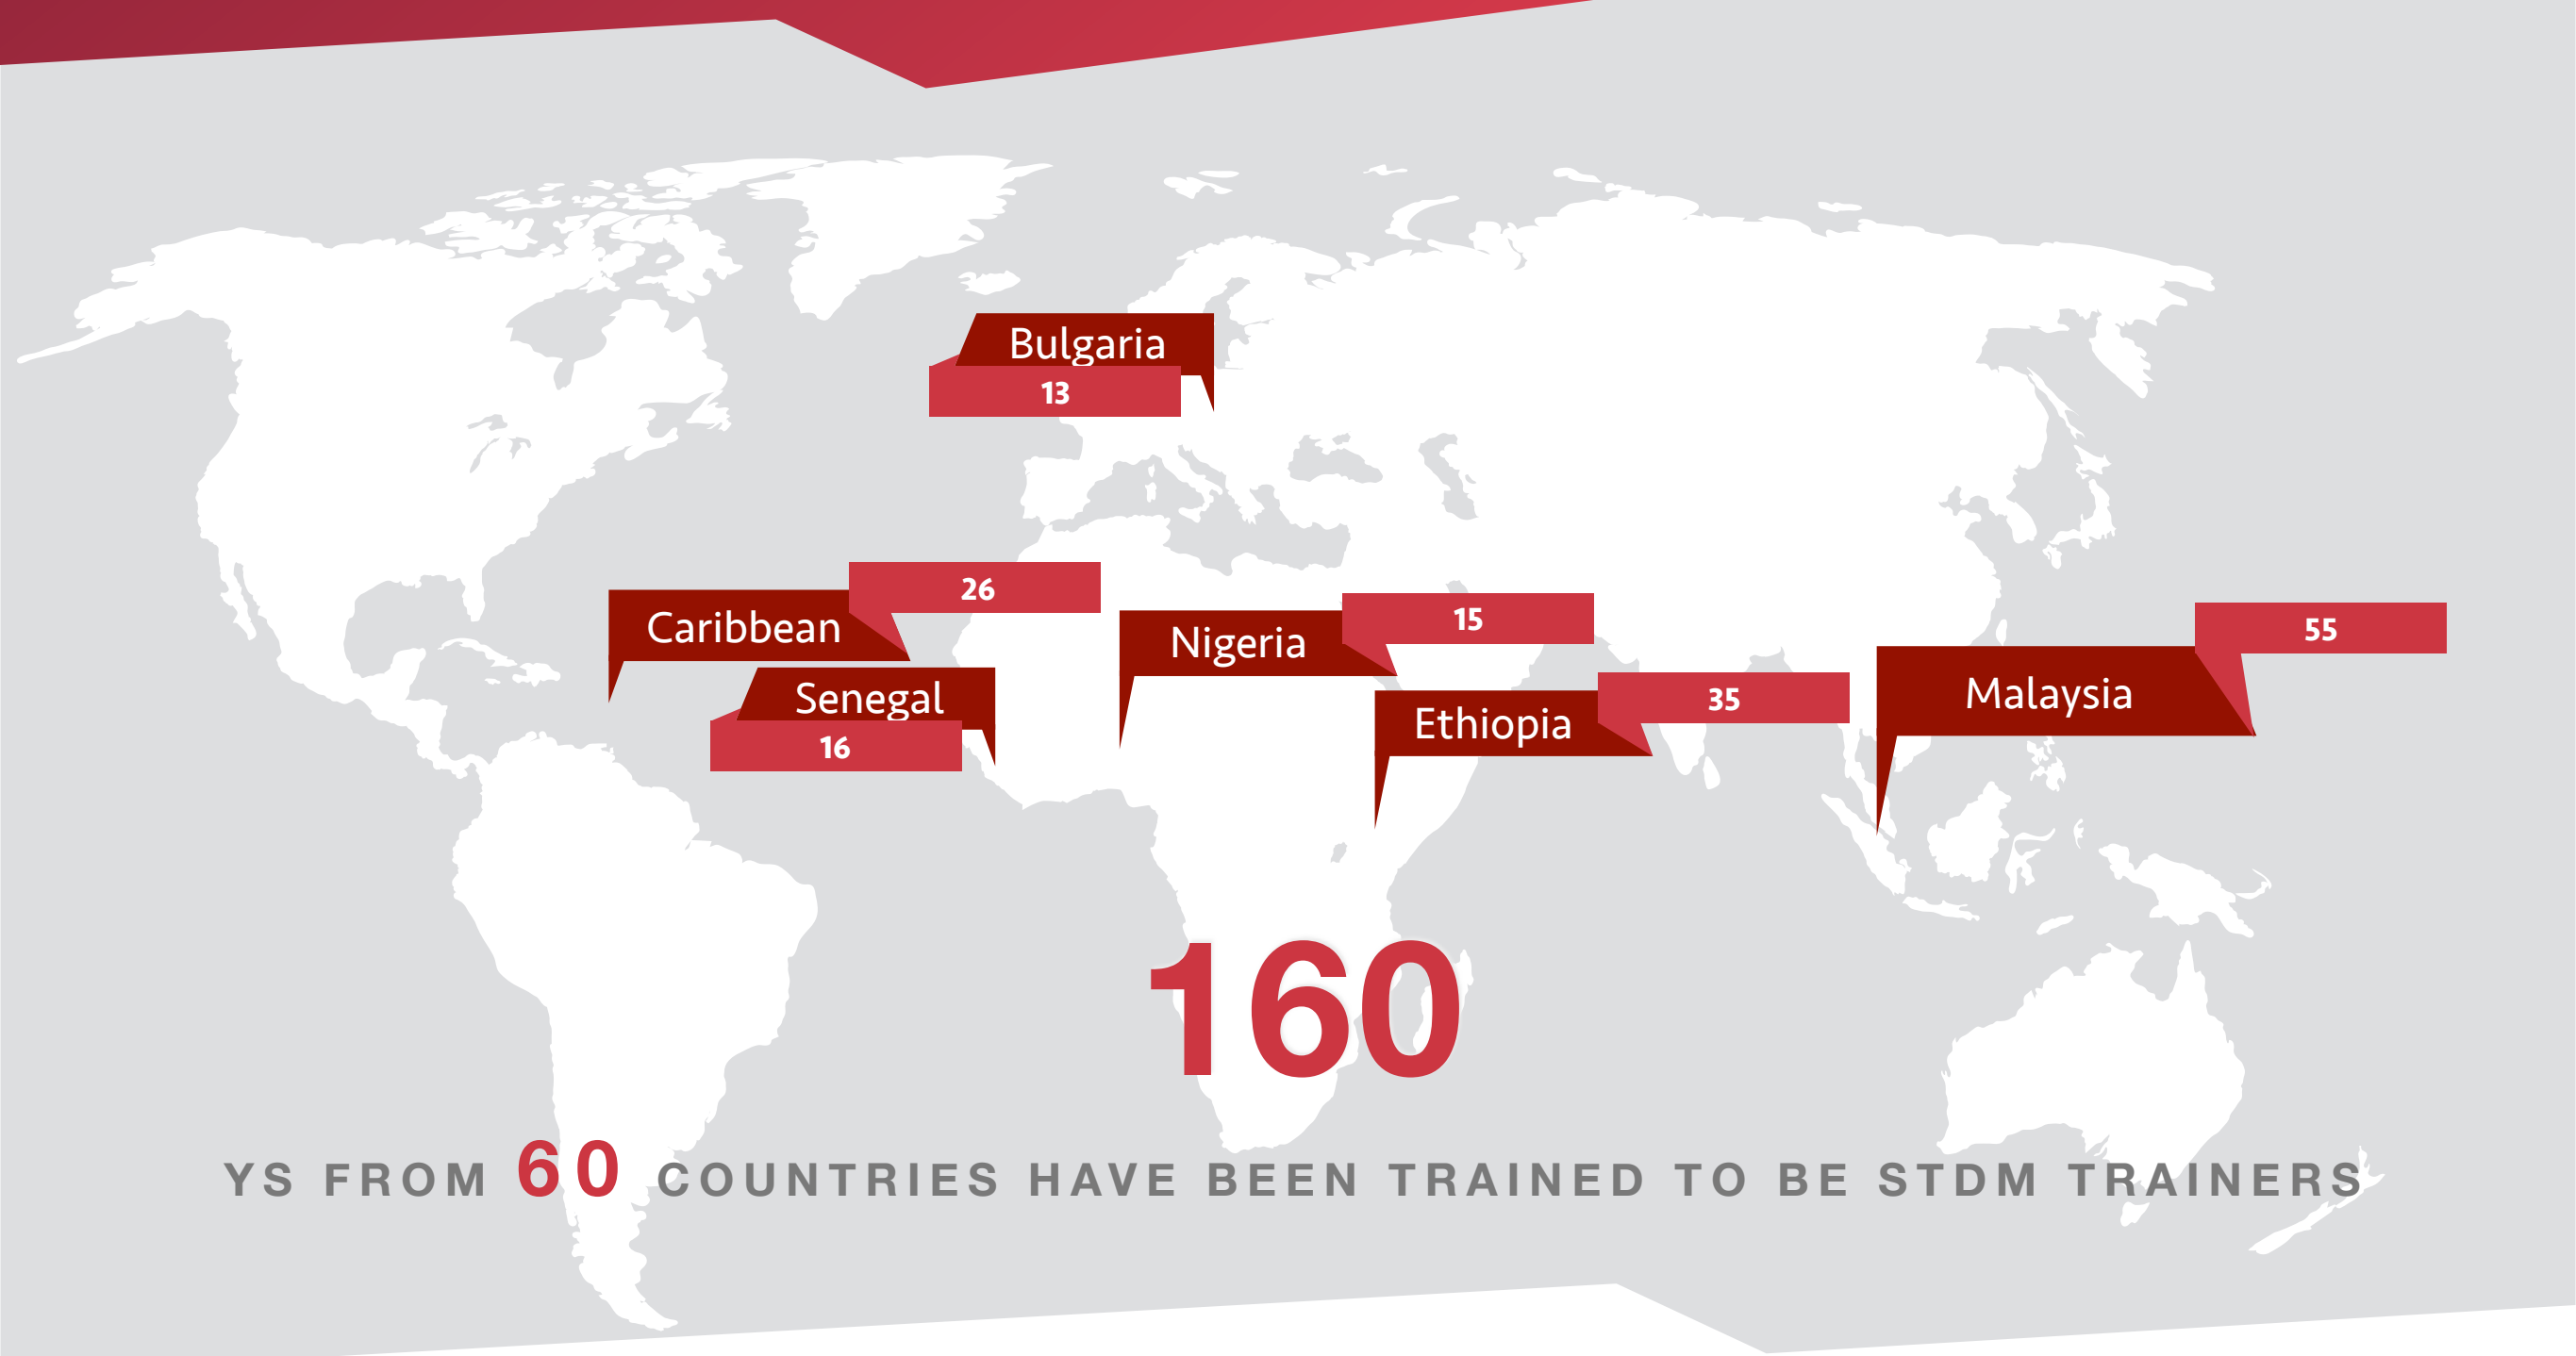 Bulgaria
13
26
Caribbean
Senegal
16
15
Nigeria
35
Ethiopia
55
Malaysia
160
YS FROM 60 COUNTRIES HAVE BEEN TRAINED TO BE STDM TRAINERS